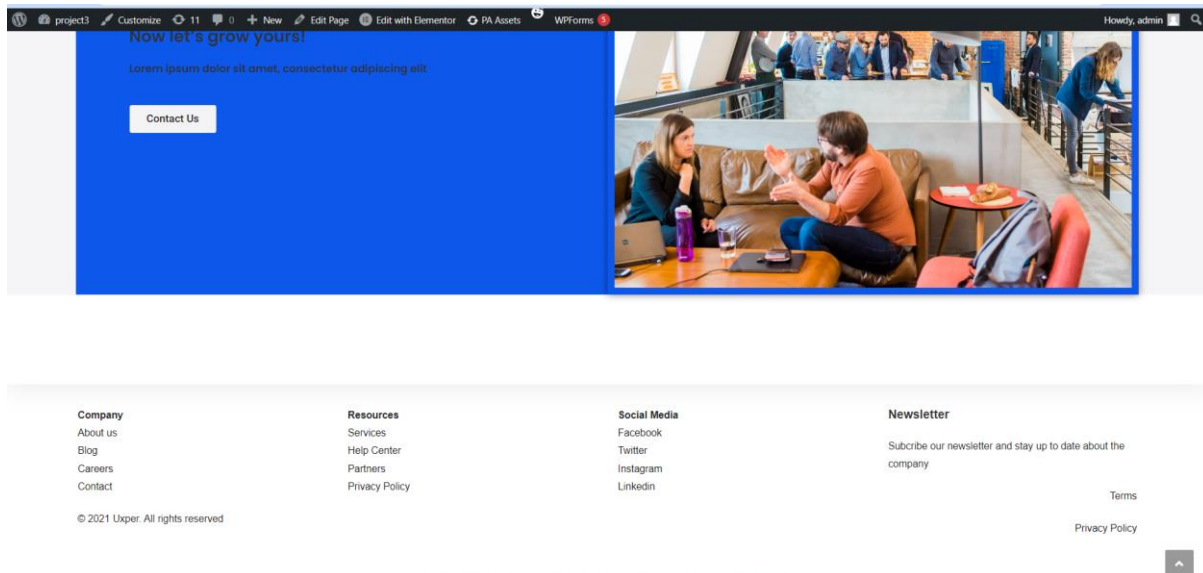 project3 Customize 11 0 New Edit Page Edit with Elementor PA Assets WPForms 5 Howdy, admin
Now let's grow yours!
Lorem ipsum dolor sit amet, consectetur adipiscing elit
Contact Us
Company
About us
Blog
Careers
Contact
© 2021 Uxper. All rights reserved
Resources
Services
Help Center
Partners
Privacy Policy
Social Media
Facebook
Twitter
Instagram
Linkedin
Newsletter
Subcribe our newsletter and stay up to date about the
company
Terms
Privacy Policy